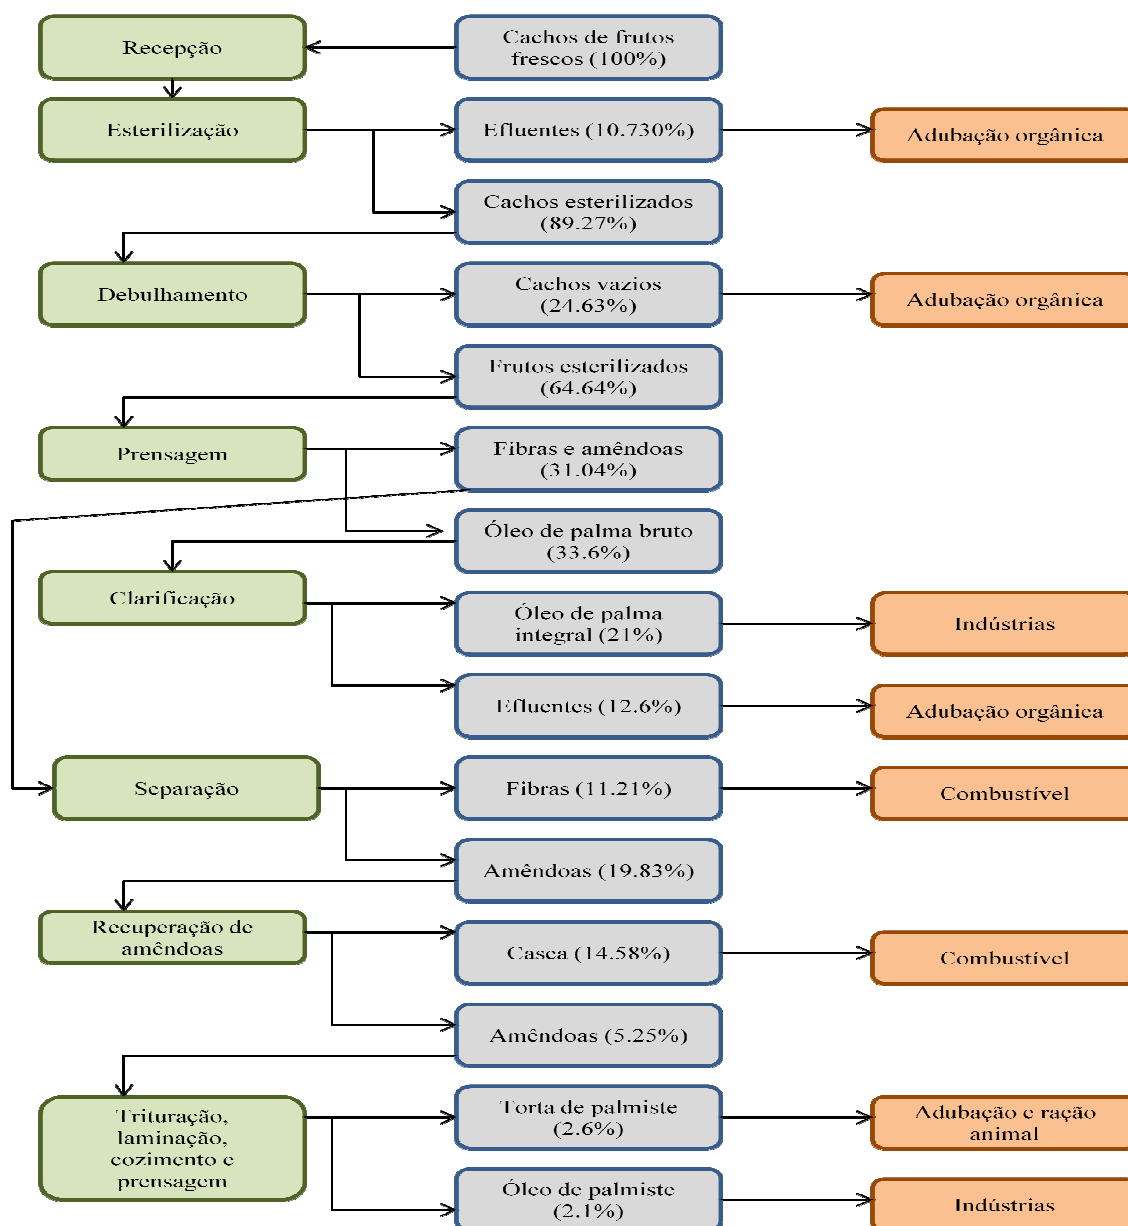 Recepção
Cachos de frutos
frescos (100%)
Esterilização
Efluentes (10.730%)
Adubação orgânica
Cachos esterilizados
(89.27%)
Debulhamento
Cachos vazios
(24.63%)
Adubação orgânica
Frutos esterilizados
(64.64%)
Prensagem
Fibras e amêndoas
(31.04%)
Óleo de palma bruto
(33.6%)
Clarificação
Óleo de palma
integral (21%)
Indústrias
Efluentes (12.6%)
Adubação orgânica
Separação
Fibras (11.21%)
Combustível
Amêndoas (19.83%)
Recuperação de
amêndoas
Casca (14.58%)
Combustível
Amêndoas (5.25%)
Trituração,
laminação,
cozimento e
prensagem
Torta de palmiste
(2.6%)
Adubação e ração
animal
Óleo de palmiste
(2.1%)
Indústrias